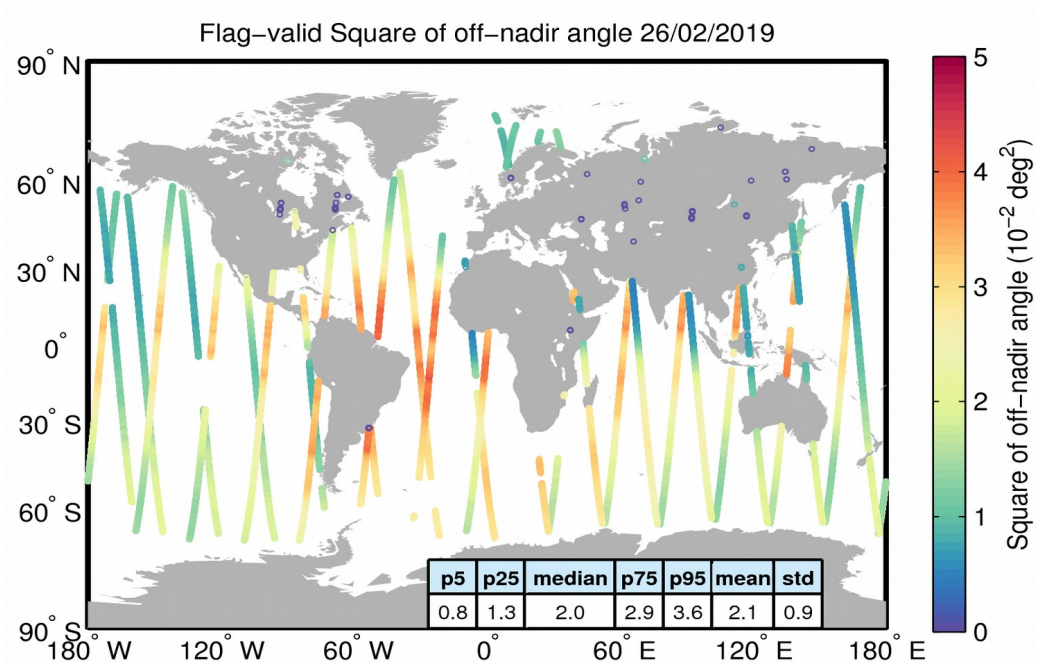 Flag−valid Square of off−nadir angle 26/02/2019
90° N
60° N
30° N
0°
30° S
60° S
90° S
180° W
120° W
60° W
0°
60° E
120° E
180° E
p5 p25 median p75 p95 mean std
0.8 1.3 2.0 2.9 3.6 2.1 0.9
5
4
3
2
1
0
Square of off−nadir angle (10⁻² deg²)